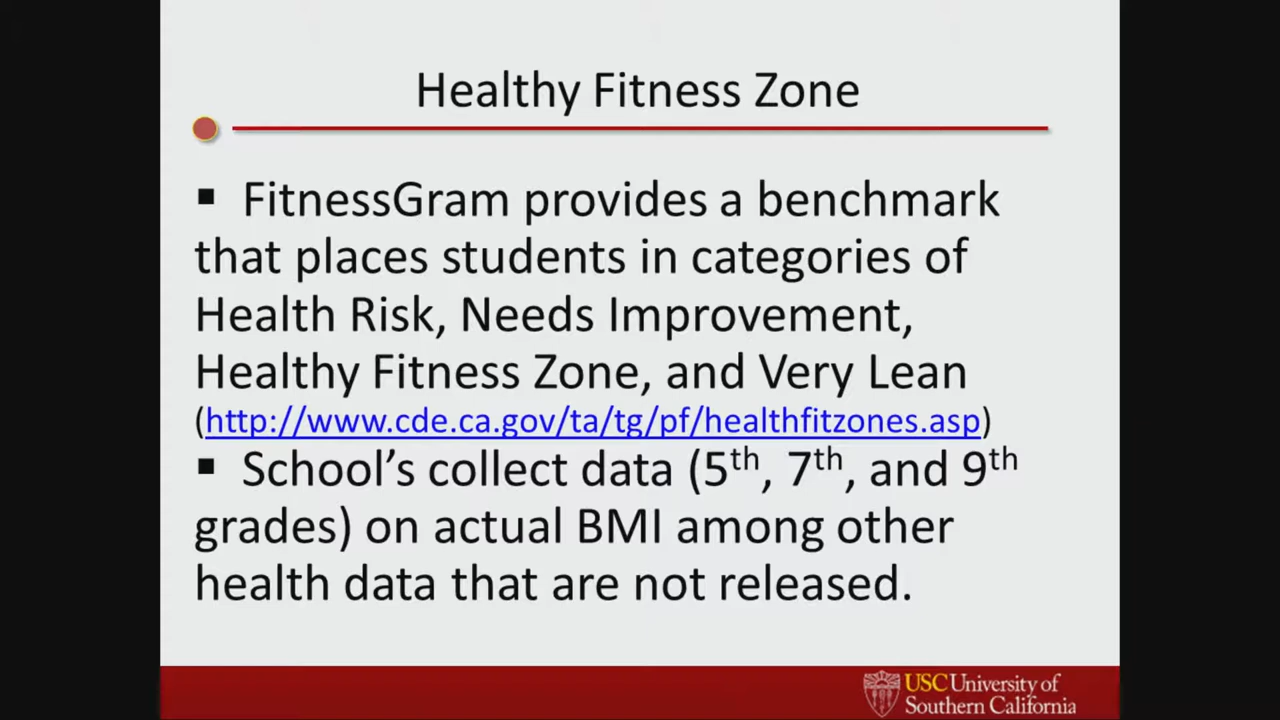 Healthy Fitness Zone
▪ FitnessGram provides a benchmark
that places students in categories of
Health Risk, Needs Improvement,
Healthy Fitness Zone, and Very Lean
(http://www.cde.ca.gov/ta/tg/pf/healthfitzones.asp)
▪ School’s collect data (5th, 7th, and 9th
grades) on actual BMI among other
health data that are not released.
USC University of
Southern California